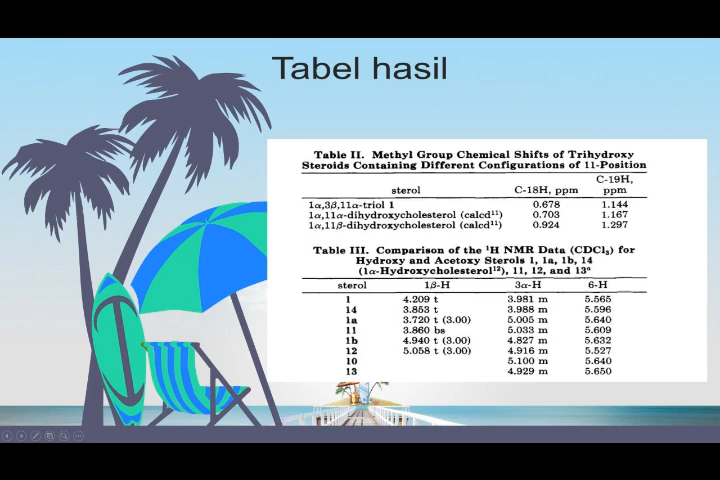 Tabel hasil
Table II. Methyl Group Chemical Shifts of Trihydroxy
Steroids Containing Different Configurations of 11-Position
sterol C-18H, ppm C-19H, ppm
1α,3β,11α-triol 1 0.678 1.144
1α,11α-dihydroxycholesterol (calcd¹¹) 0.703 1.167
1α,11β-dihydroxycholesterol (calcd¹¹) 0.924 1.297
Table III. Comparison of the ¹H NMR Data (CDCl₃) for
Hydroxy and Acetoxy Sterols 1, 1a, 1b, 14
(1α-Hydroxycholesterol¹²), 11, 12, and 13ᵃ
sterol 1β-H 3α-H 6-H
1 4.209 t 3.981 m 5.565
14 3.853 t 3.988 m 5.596
1a 3.720 t (3.00) 5.005 m 5.640
11 3.860 bs 5.033 m 5.609
1b 4.940 t (3.00) 4.827 m 5.632
12 5.058 t (3.00) 4.916 m 5.527
10 5.100 m 5.640
13 4.929 m 5.650